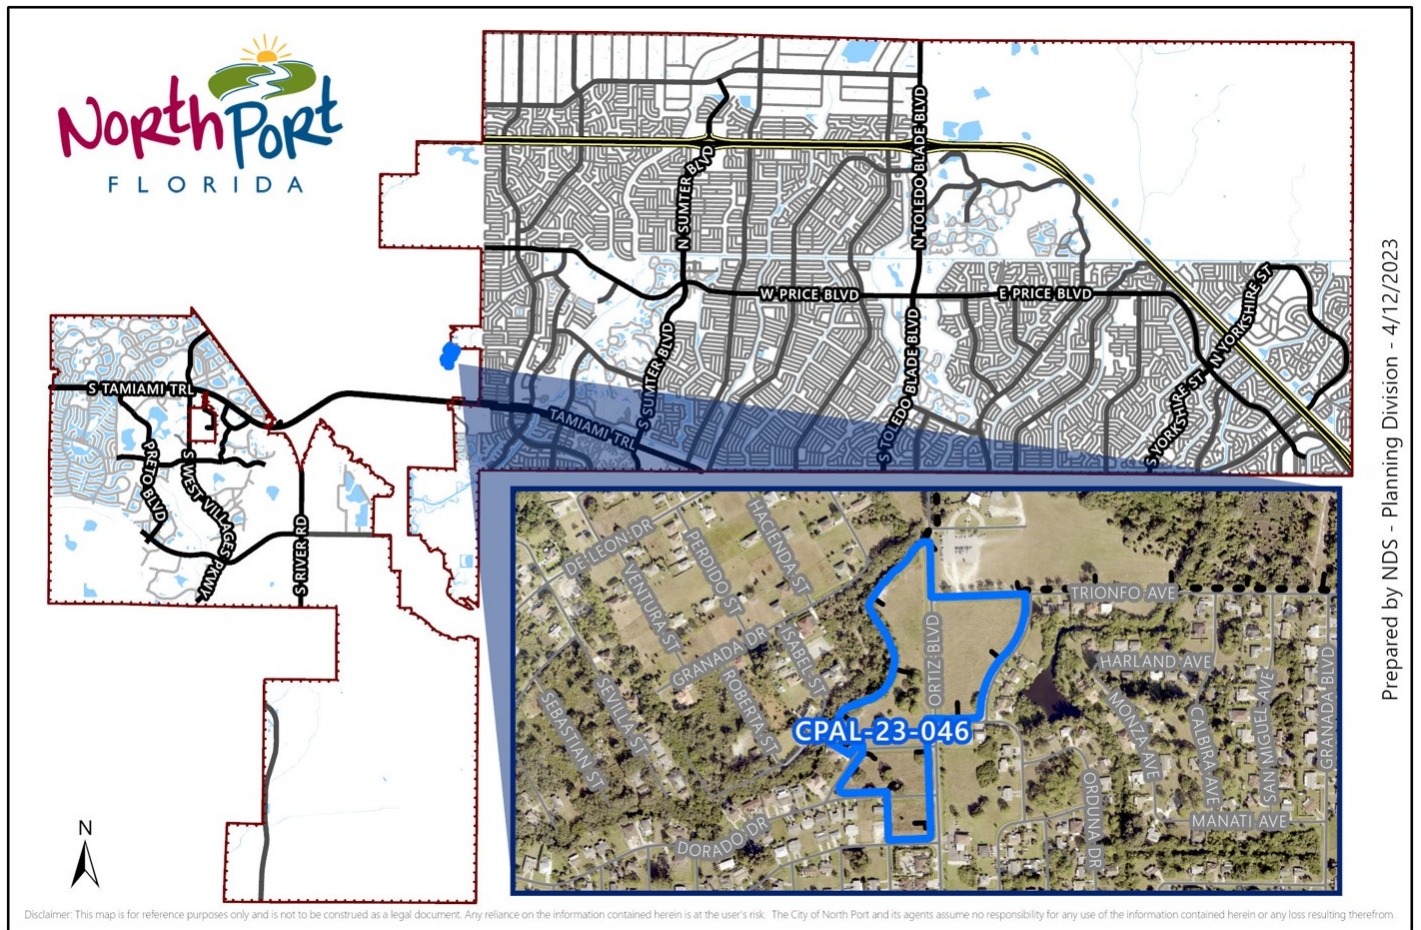 North Port
FLORIDA
N SUMTER BLVD
N TOLEDO BLADE BLVD
W PRICE BLVD
E PRICE BLVD
N YORKSHIRE ST
S YORKSHIRE ST
S SUMTER BLVD
S TOLEDO BLADE BLVD
S TAMIAMI TRL
TAMIAMI TRL
PRETO BLVD
S WEST VILLAGES PKWY
S RIVER RD
DE LEON DR
HACIENDA ST
PERDIDO ST
VENTURA ST
GRANADA DR
ISABEL ST
ROBERTA ST
SEVILLA ST
SEBASTIAN ST
DORADO DR
ORTIZ BLVD
CPAL-23-046
TRIONFO AVE
HARLAND AVE
MONZA AVE
CALBIRA AVE
SAN MIGUEL AVE
GRANADA BLVD
MANATI AVE
ORDUNA DR
N
Prepared by NDS - Planning Division - 4/12/2023
Disclaimer: This map is for reference purposes only and is not to be construed as a legal document. Any reliance on the information contained herein is at the user's risk. The City of North Port and its agents assume no responsibility for any use of the information contained herein or any loss resulting therefrom.